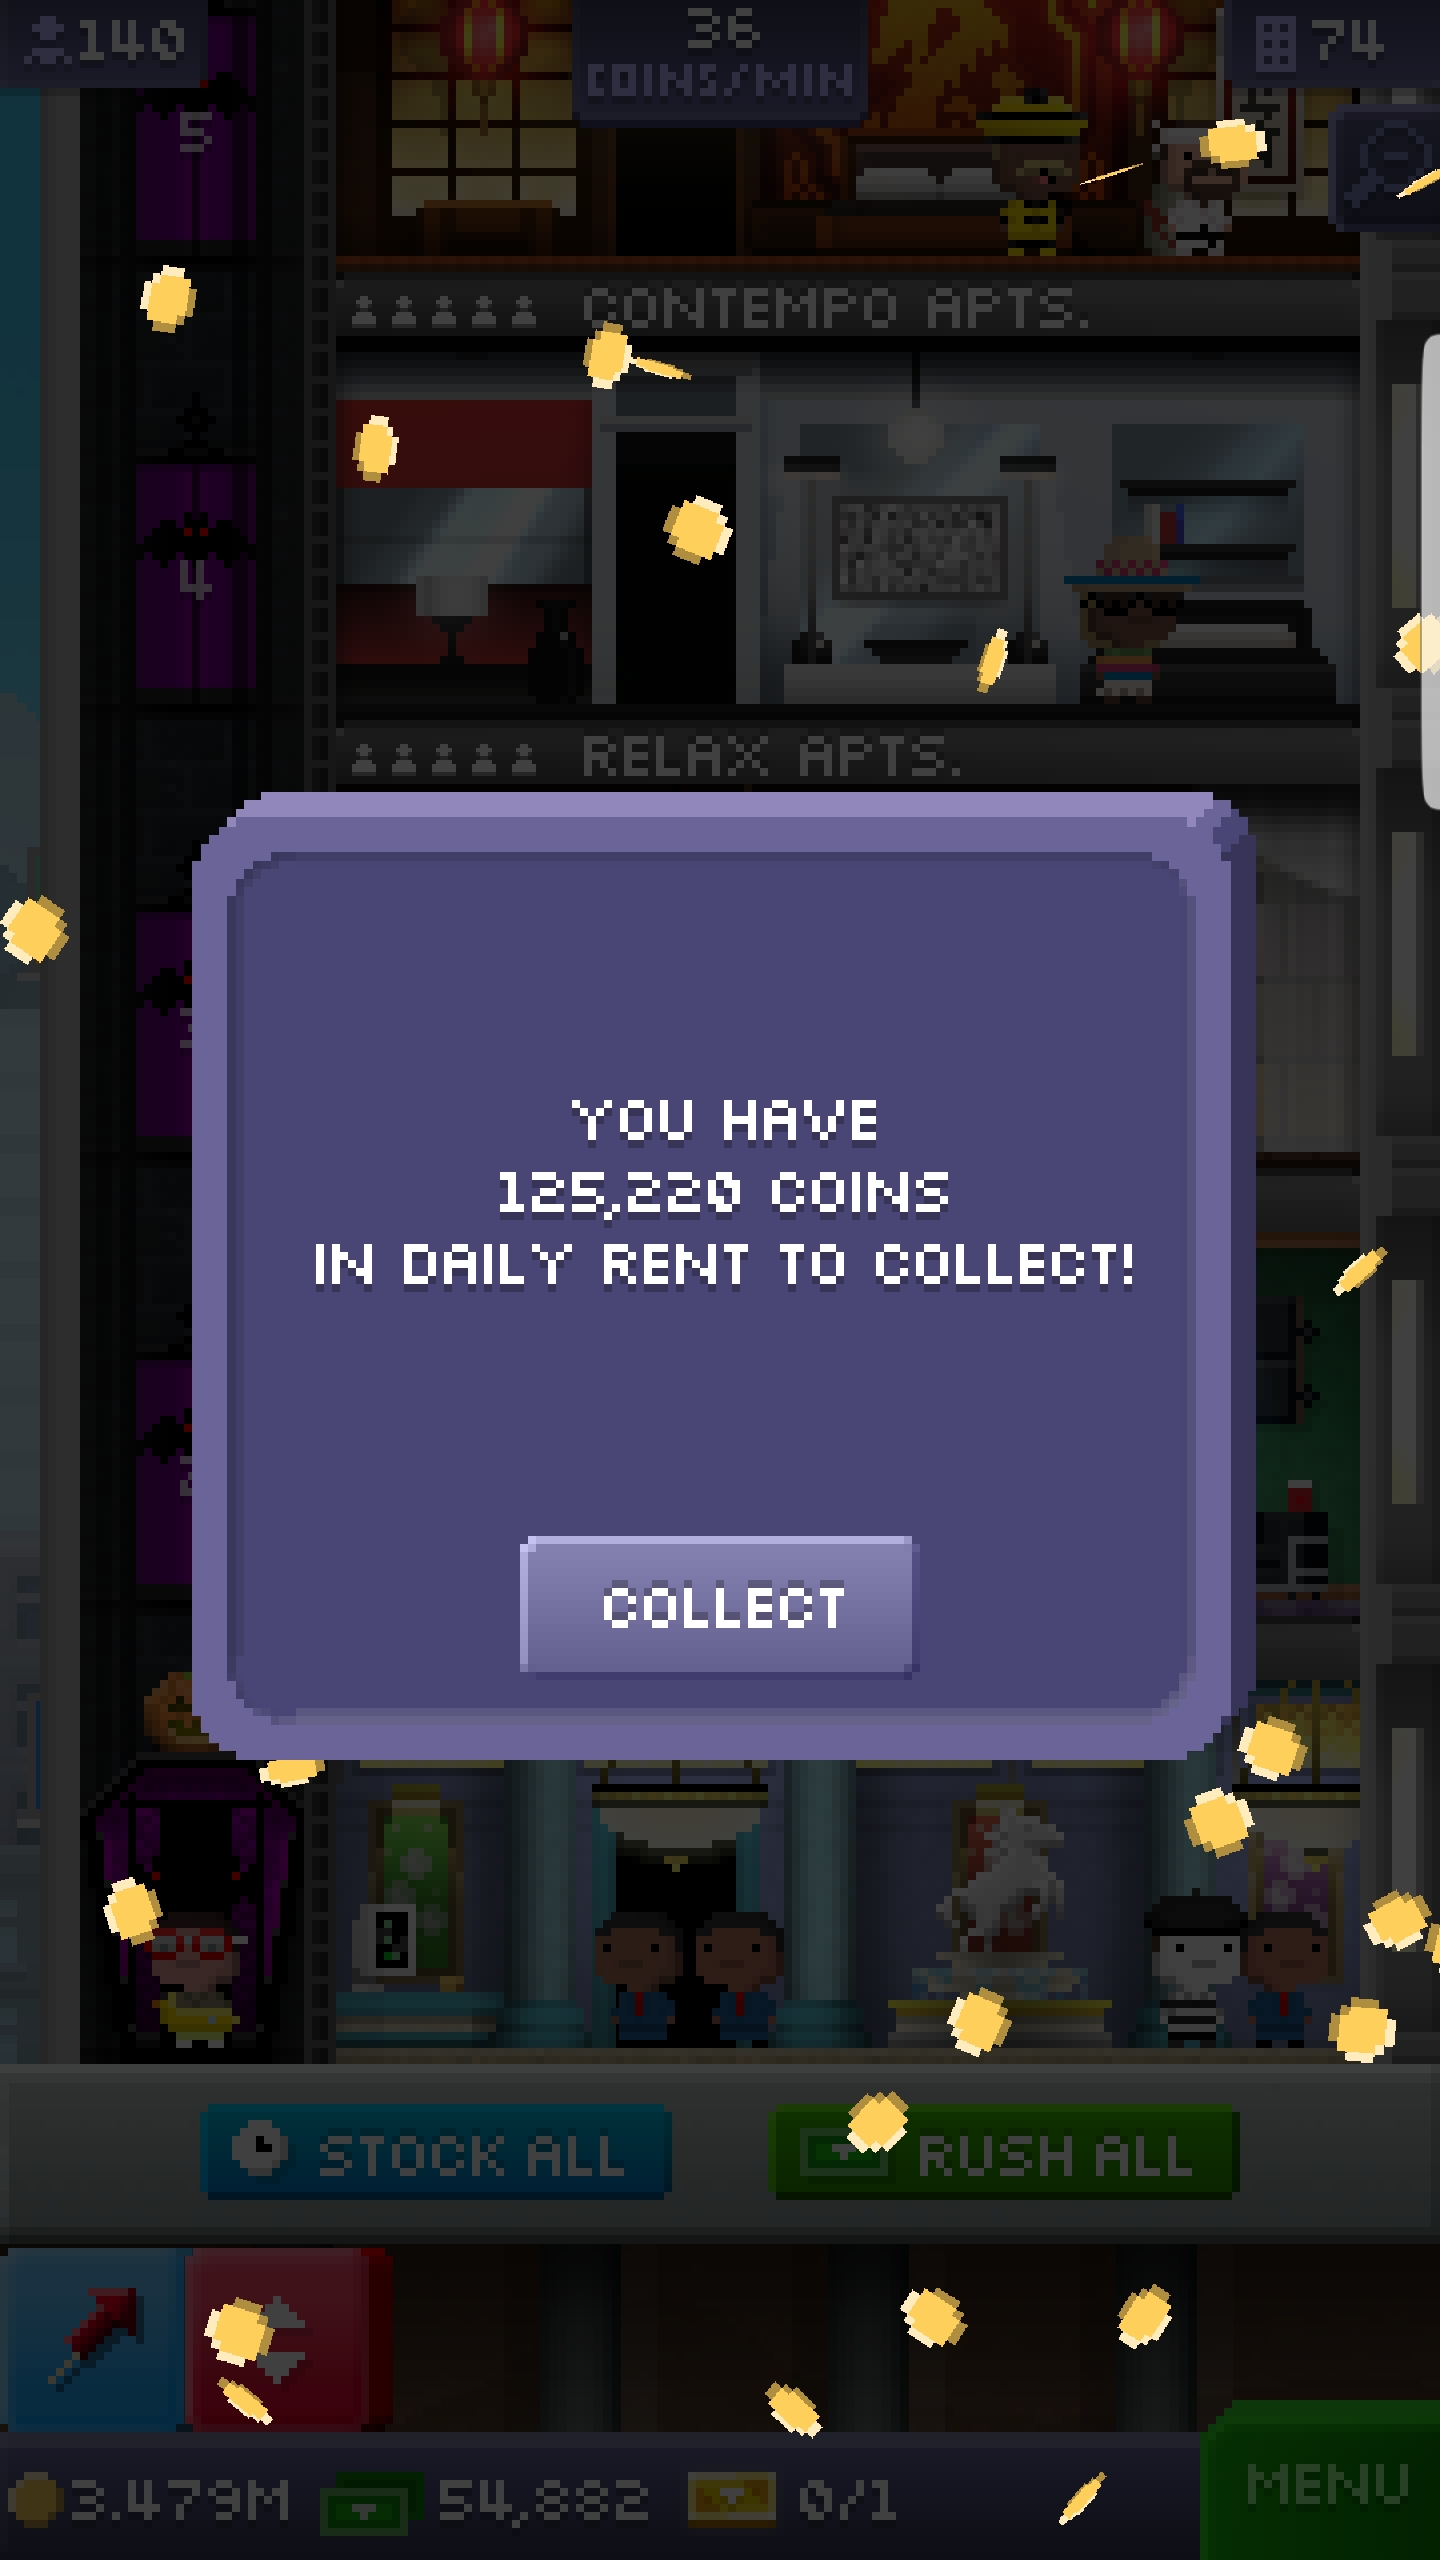 140
36
COINS/MIN
74
5
CONTEMPO APTS.
4
RELAX APTS.
YOU HAVE
125,220 COINS
IN DAILY RENT TO COLLECT!
COLLECT
STOCK ALL
RUSH ALL
3.479M
54,882
0/1
MENU